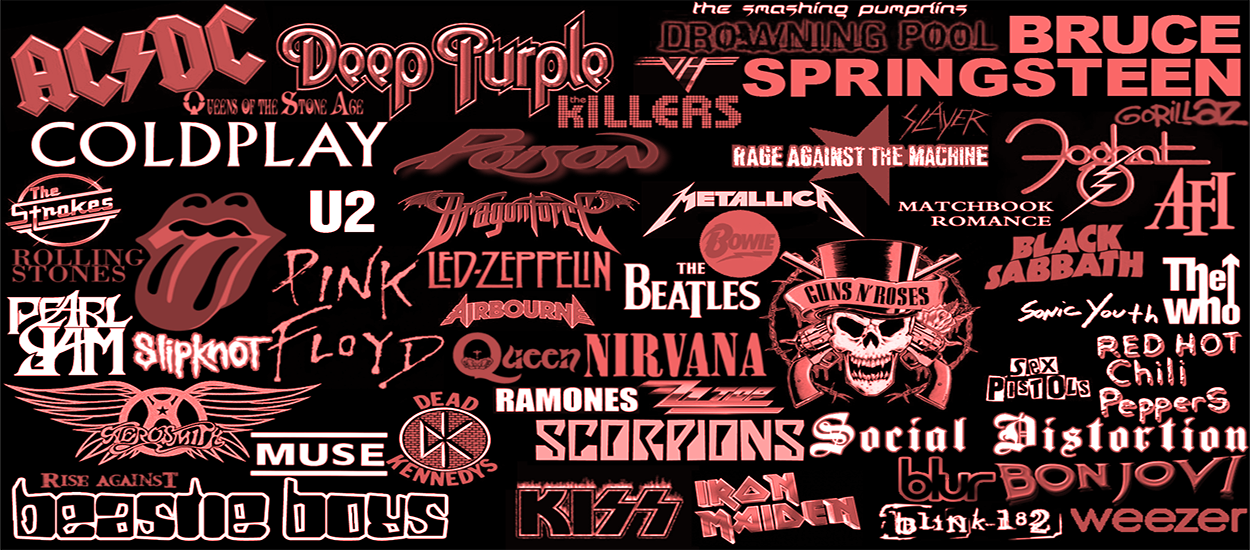 AC/DC
Deep Purple
the smashing pumpkins
DROWNING POOL
BRUCE
SPRINGSTEEN
VH
QUEENS OF THE STONE AGE
the KILLERS
GORILLAZ
COLDPLAY
POISON
SLAYER
RAGE AGAINST THE MACHINE
Foghat
The
Strokes
U2
DragonForce
METALLICA
MATCHBOOK
ROMANCE
AFI
BOWIE
ROLLING
STONES
PINK
FLOYD
LED-ZEPPELIN
THE
BEATLES
GUNS N' ROSES
BLACK
SABBATH
The
who
PEARL
JAM
SLIPKNOT
AIRBOURNE
Sonic Youth
Queen
NIRVANA
RED HOT
CHiLi
PEPPERS
SEX
PISTOLS
AEROSMITH
DEAD
DK
KENNEDYS
RAMONES
ZZ TOP
MUSE
SCORPIONS
Social Distortion
RISE AGAINST
beastie boys
KISS
IRON
MAIDEN
blur
BON JOVI
blink-182
weezer